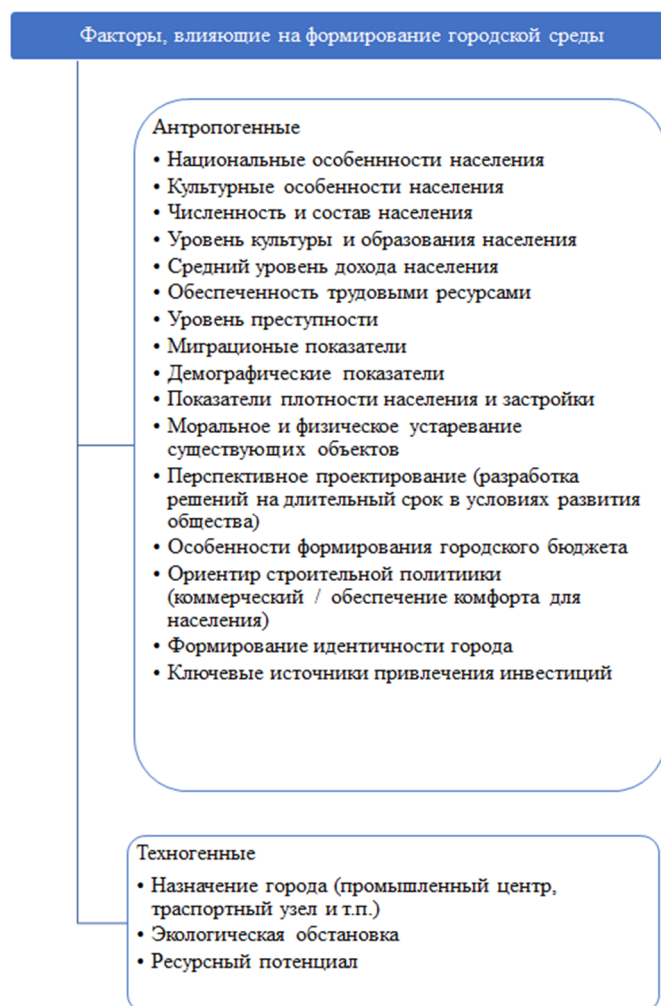 Факторы, влияющие на формирование городской среды
Антропогенные
• Национальные особеннности населения
• Культурные особенности населения
• Численность и состав населения
• Уровень культуры и образования населения
• Средний уровень дохода населения
• Обеспеченность трудовыми ресурсами
• Уровень преступности
• Миграционые показатели
• Демографические показатели
• Показатели плотности населения и застройки
• Моральное и физическое устаревание
существующих объектов
• Перспективное проектирование (разработка
решений на длительный срок в условиях развития
общества)
• Особенности формирования городского бюджета
• Ориентир строительной политиики
(коммерческий / обеспечение комфорта для
населения)
• Формирование идентичности города
• Ключевые источники привлечения инвестиций
Техногенные
• Назначение города (промышленный центр,
траспортный узел и т.п.)
• Экологическая обстановка
• Ресурсный потенциал